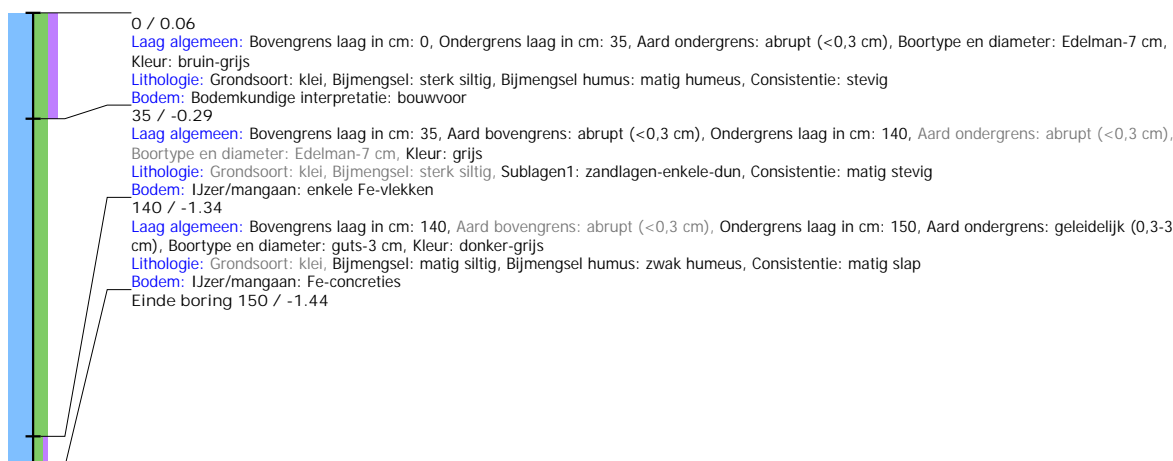 0 / 0.06
Laag algemeen: Bovengrens laag in cm: 0, Ondergrens laag in cm: 35, Aard ondergrens: abrupt (<0,3 cm), Boortype en diameter: Edelman-7 cm,
Kleur: bruin-grijs
Lithologie: Grondsoort: klei, Bijmengsel: sterk siltig, Bijmengsel humus: matig humeus, Consistentie: stevig
Bodem: Bodemkundige interpretatie: bouwvoor
35 / -0.29
Laag algemeen: Bovengrens laag in cm: 35, Aard bovengrens: abrupt (<0,3 cm), Ondergrens laag in cm: 140, Aard ondergrens: abrupt (<0,3 cm),
Boortype en diameter: Edelman-7 cm, Kleur: grijs
Lithologie: Grondsoort: klei, Bijmengsel: sterk siltig, Sublagen1: zandlagen-enkele-dun, Consistentie: matig stevig
Bodem: IJzer/mangaan: enkele Fe-vlekken
140 / -1.34
Laag algemeen: Bovengrens laag in cm: 140, Aard bovengrens: abrupt (<0,3 cm), Ondergrens laag in cm: 150, Aard ondergrens: geleidelijk (0,3-3
cm), Boortype en diameter: guts-3 cm, Kleur: donker-grijs
Lithologie: Grondsoort: klei, Bijmengsel: matig siltig, Bijmengsel humus: zwak humeus, Consistentie: matig slap
Bodem: IJzer/mangaan: Fe-concreties
Einde boring 150 / -1.44